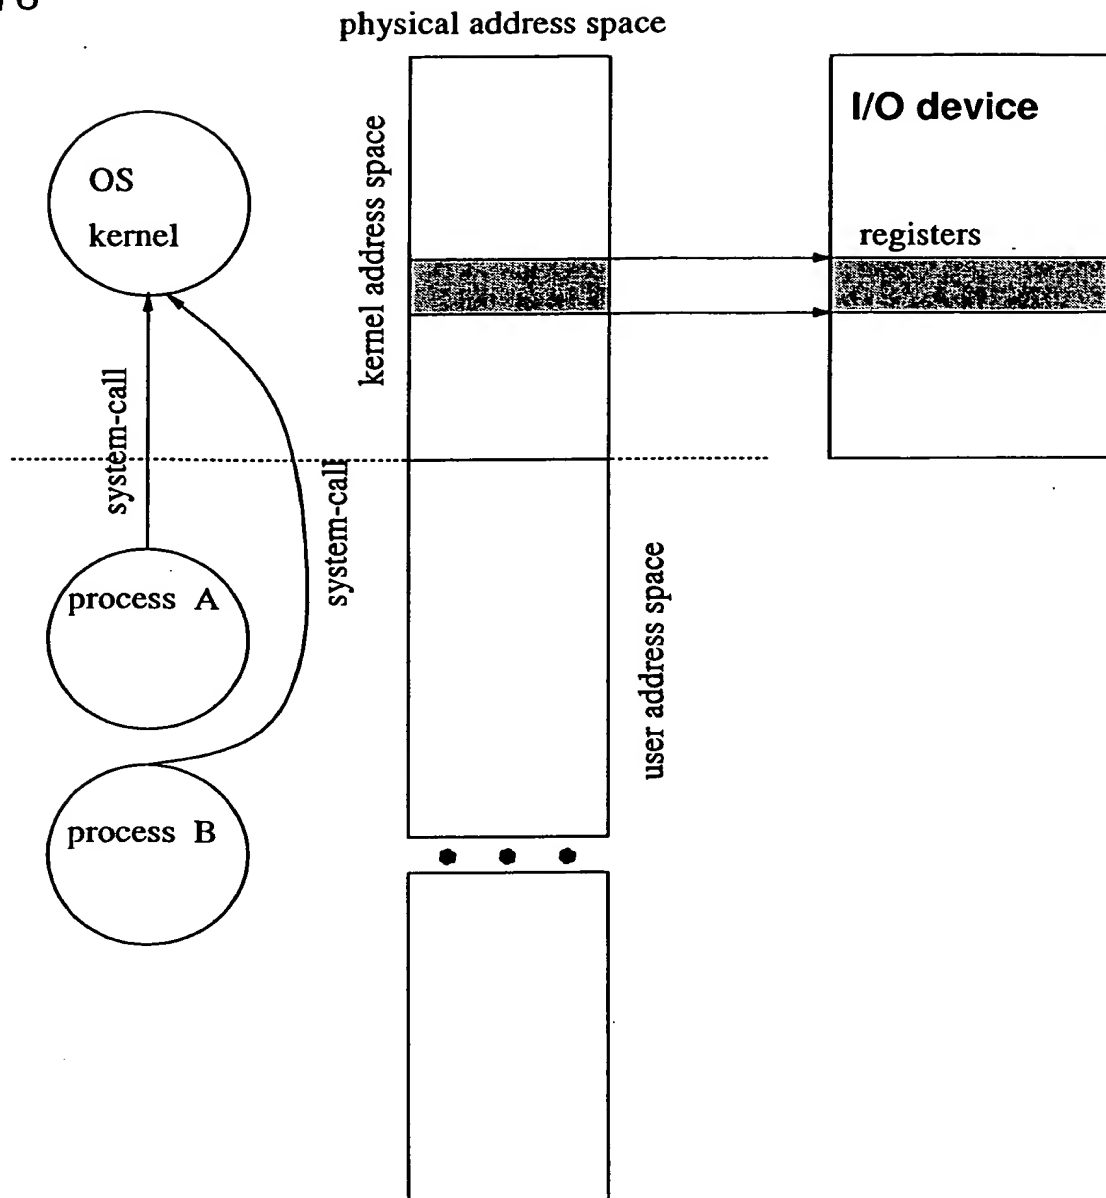 physical address space
I/O device
OS
kernel
kernel address space
registers
system-call
system-call
process A
user address space
process B